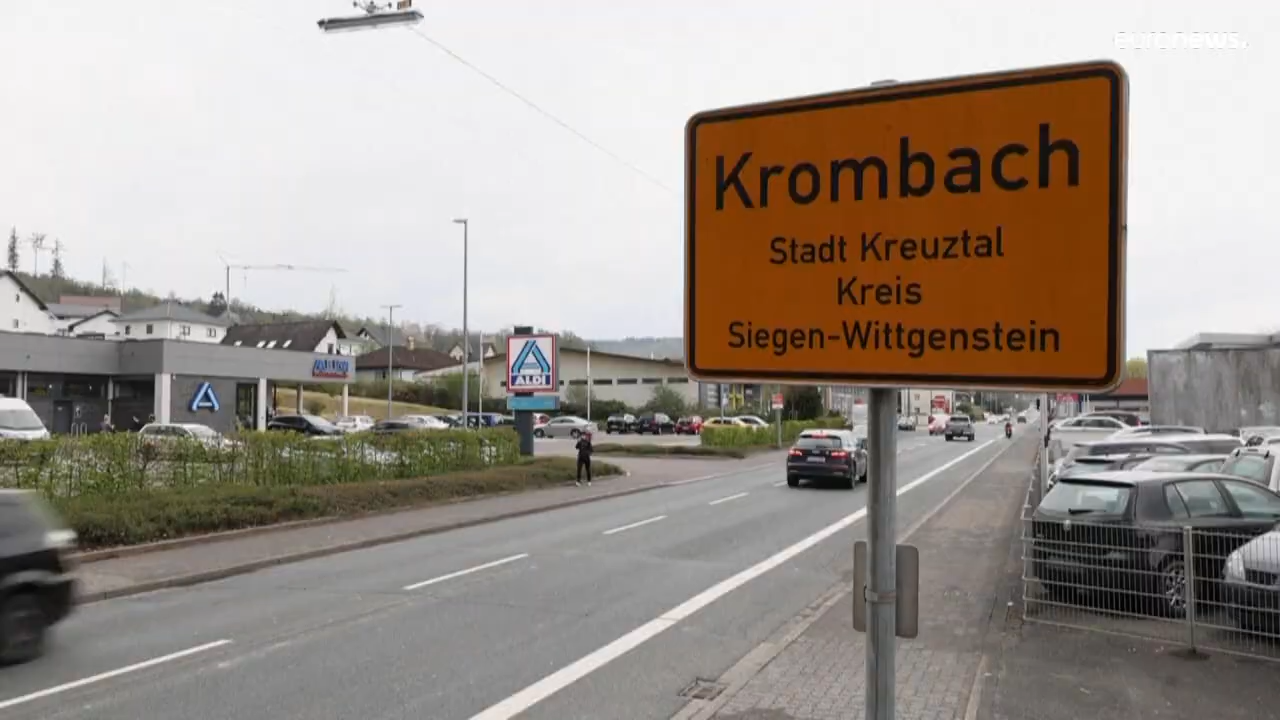 euronews.
Krombach
Stadt Kreuztal
Kreis
Siegen-Wittgenstein
ALDI